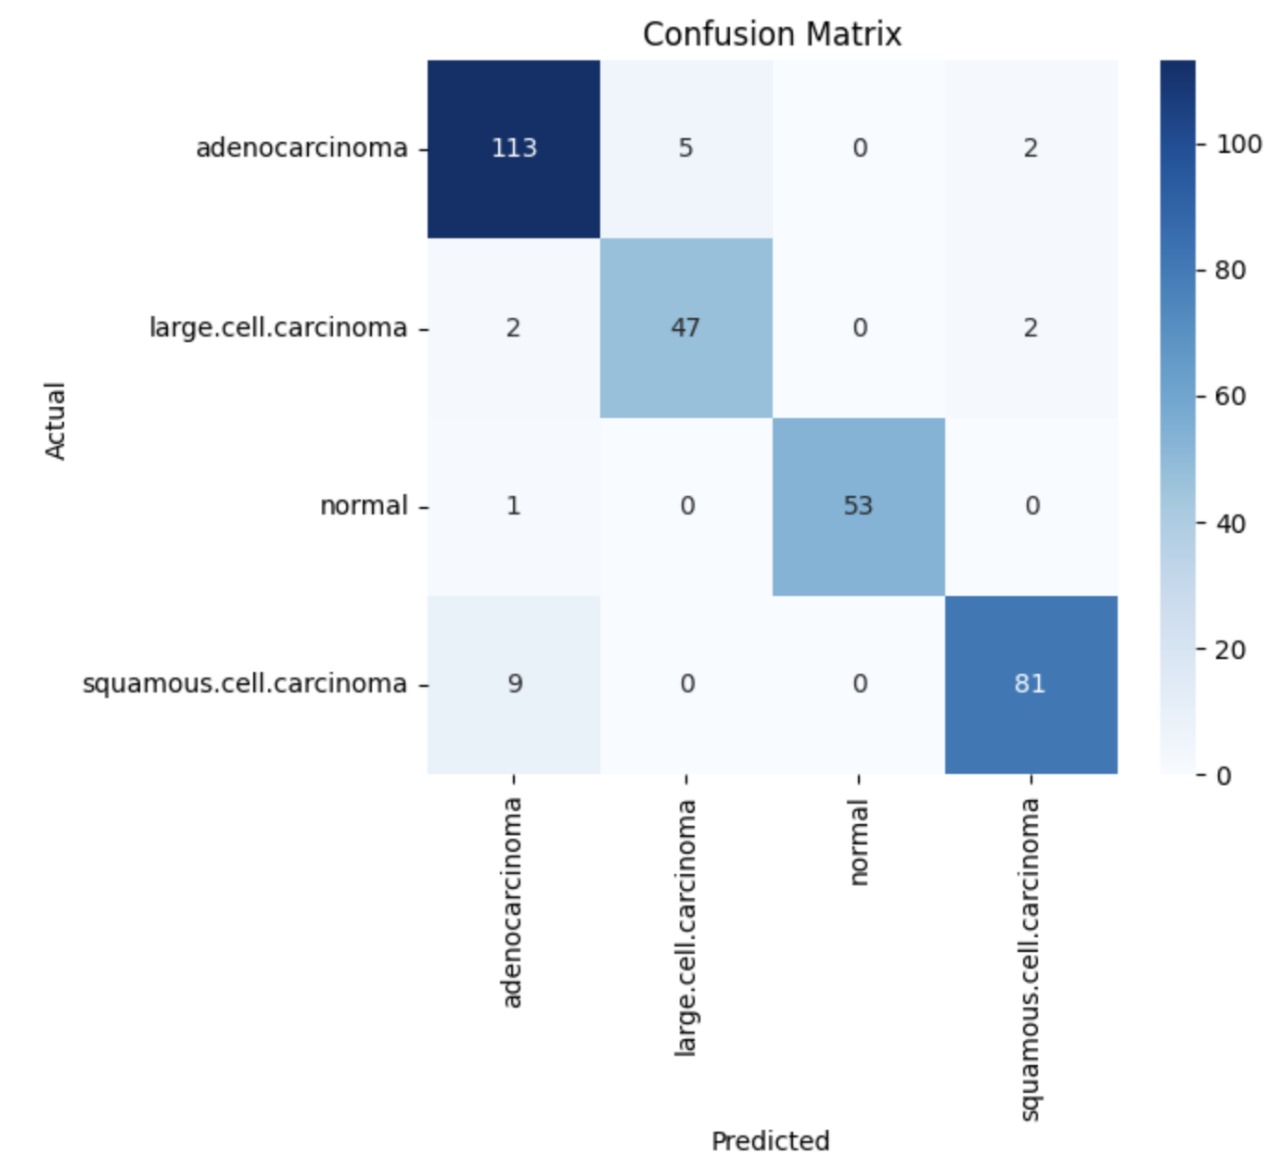 Confusion Matrix
adenocarcinoma 113 5 0 2
large.cell.carcinoma 2 47 0 2
normal 1 0 53 0
squamous.cell.carcinoma 9 0 0 81
Actual
adenocarcinoma
large.cell.carcinoma
normal
squamous.cell.carcinoma
Predicted
100
80
60
40
20
0